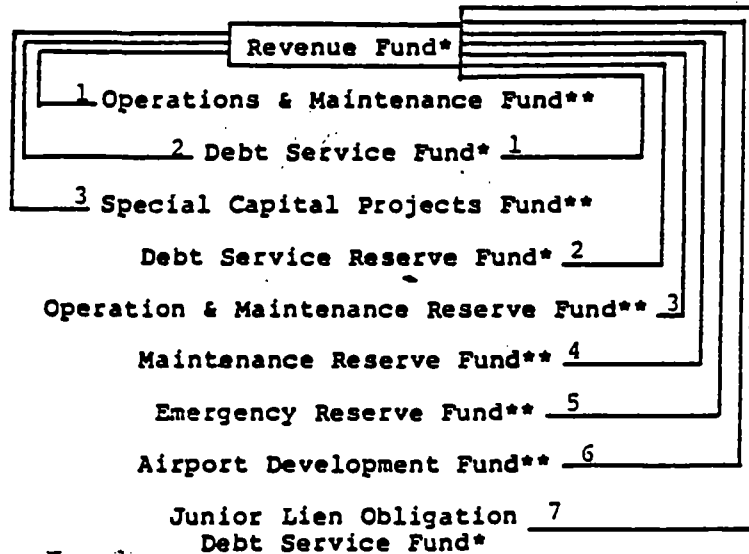 Revenue Fund*
1 Operations & Maintenance Fund**
2 Debt Service Fund* 1
3 Special Capital Projects Fund**
Debt Service Reserve Fund* 2
Operation & Maintenance Reserve Fund** 3
Maintenance Reserve Fund** 4
Emergency Reserve Fund** 5
Airport Development Fund** 6
Junior Lien Obligation 7
Debt Service Fund*